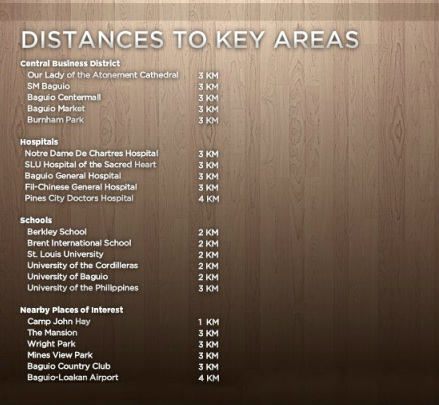 DISTANCES TO KEY AREAS
Central Business District
Our Lady of the Atonement Cathedral 3 KM
SM Baguio 3 KM
Baguio Centermall 3 KM
Baguio Market 3 KM
Burnham Park 3 KM
Hospitals
Notre Dame De Chartres Hospital 3 KM
SLU Hospital of the Sacred Heart 3 KM
Baguio General Hospital 3 KM
Fil-Chinese General Hospital 3 KM
Pines City Doctors Hospital 4 KM
Schools
Berkley School 2 KM
Brent International School 2 KM
St. Louis University 2 KM
University of the Cordilleras 2 KM
University of Baguio 2 KM
University of the Philippines 3 KM
Nearby Places of Interest
Camp John Hay 1 KM
The Mansion 3 KM
Wright Park 3 KM
Mines View Park 3 KM
Baguio Country Club 3 KM
Baguio-Loakan Airport 4 KM